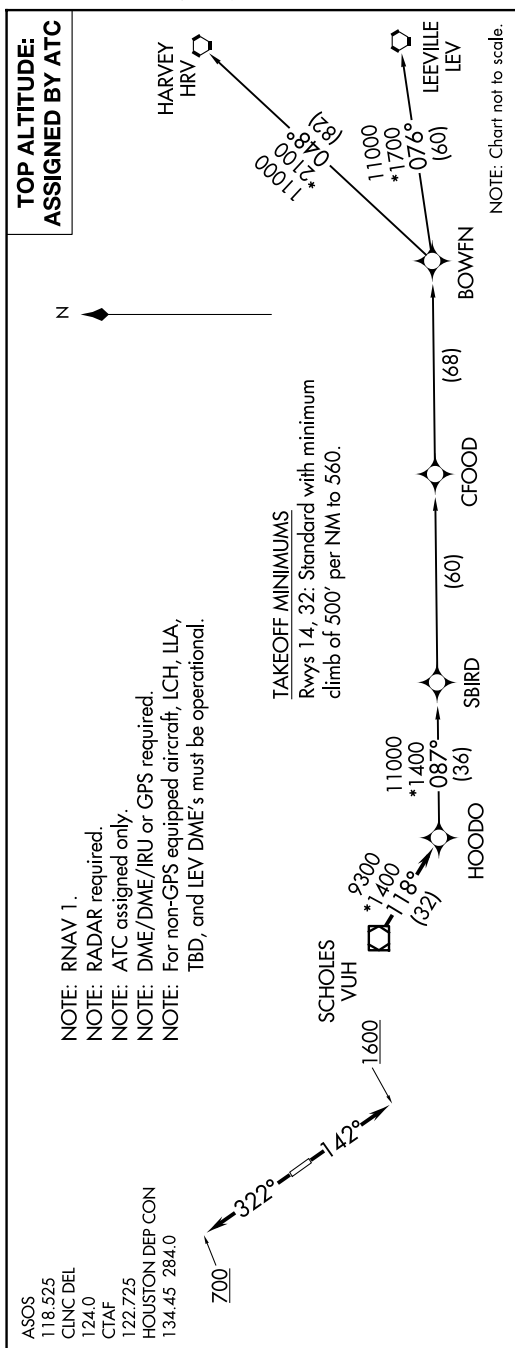 TOP ALTITUDE:
ASSIGNED BY ATC
ASOS
118.525
CLNC DEL
124.0
CTAF
122.725
HOUSTON DEP CON
134.45 284.0
NOTE: RNAV 1.
NOTE: RADAR required.
NOTE: ATC assigned only.
NOTE: DME/DME/IRU or GPS required.
NOTE: For non-GPS equipped aircraft, LCH, LLA,
TBD, and LEV DME's must be operational.
N
TAKEOFF MINIMUMS
Rwys 14, 32: Standard with minimum
climb of 500' per NM to 560.
700
322°
142°
1600
SCHOLES
VUH
9300
*1400
118°
(32)
HOODO
11000
*1400
087°
(36)
SBIRD
(60)
CFOOD
(68)
BOWFN
11000
*2100
048°
(82)
HARVEY
HRV
11000
*1700
076°
(60)
LEEVILLE
LEV
NOTE: Chart not to scale.